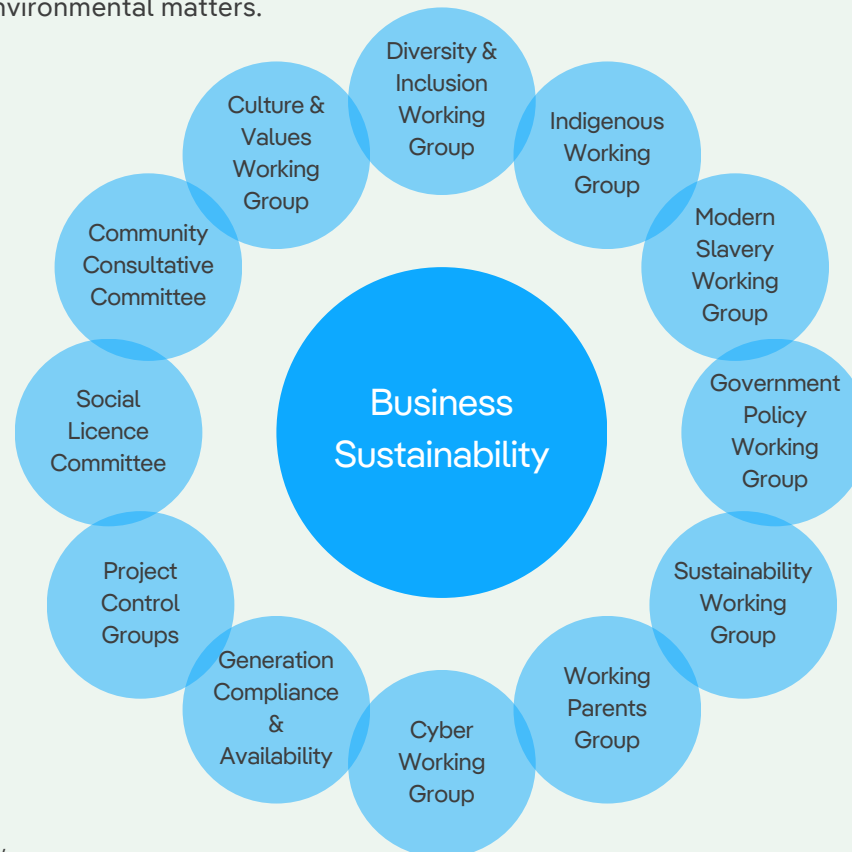 nvironmental matters.
Diversity &
Inclusion
Working
Group
Indigenous
Working
Group
Modern
Slavery
Working
Group
Government
Policy
Working
Group
Sustainability
Working
Group
Working
Parents
Group
Cyber
Working
Group
Generation
Compliance
&
Availability
Project
Control
Groups
Social
Licence
Committee
Community
Consultative
Committee
Culture &
Values
Working
Group
Business
Sustainability